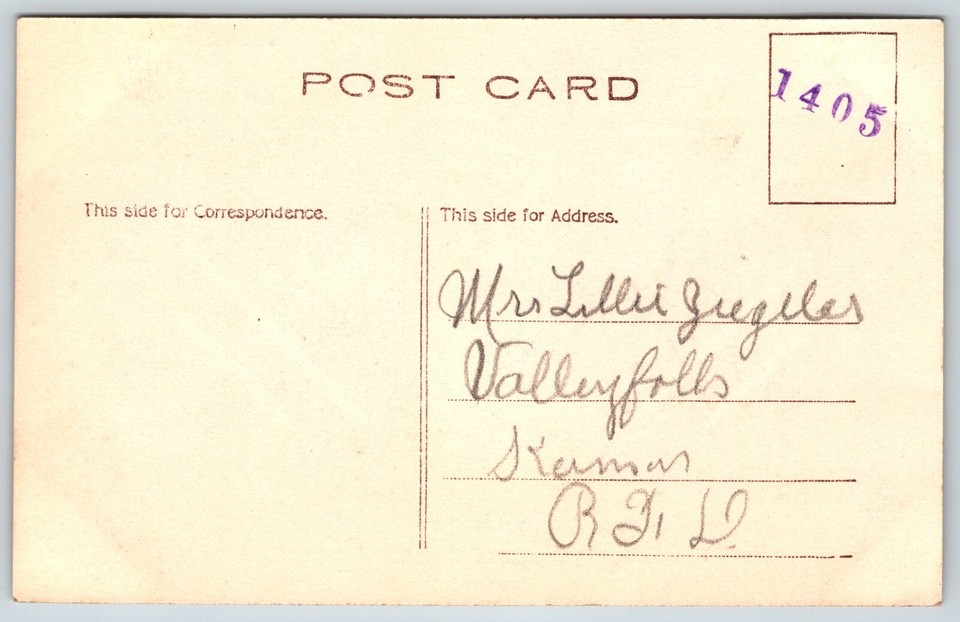 POST CARD
1405
This side for Correspondence.
This side for Address.
Mrs Lillie Ziegler
Valleyfalls
Kansas
R. F. D